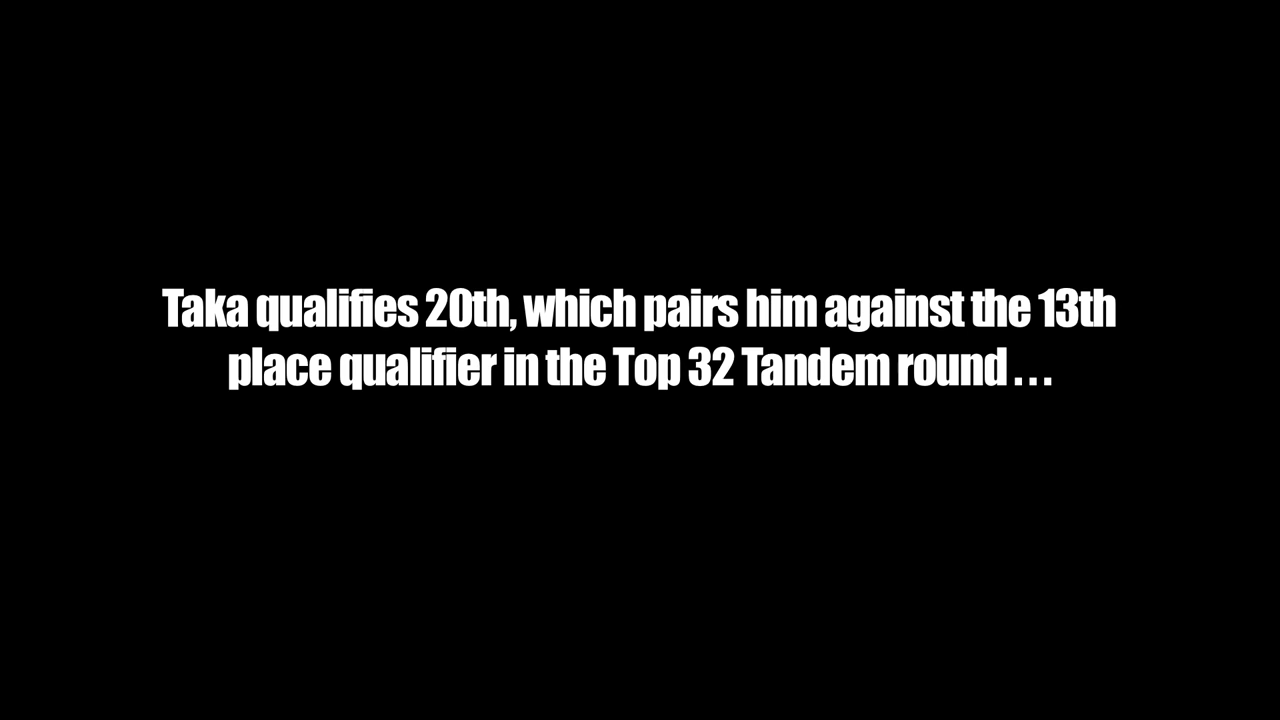 Taka qualifies 20th, which pairs him against the 13th
place qualifier in the Top 32 Tandem round . . .